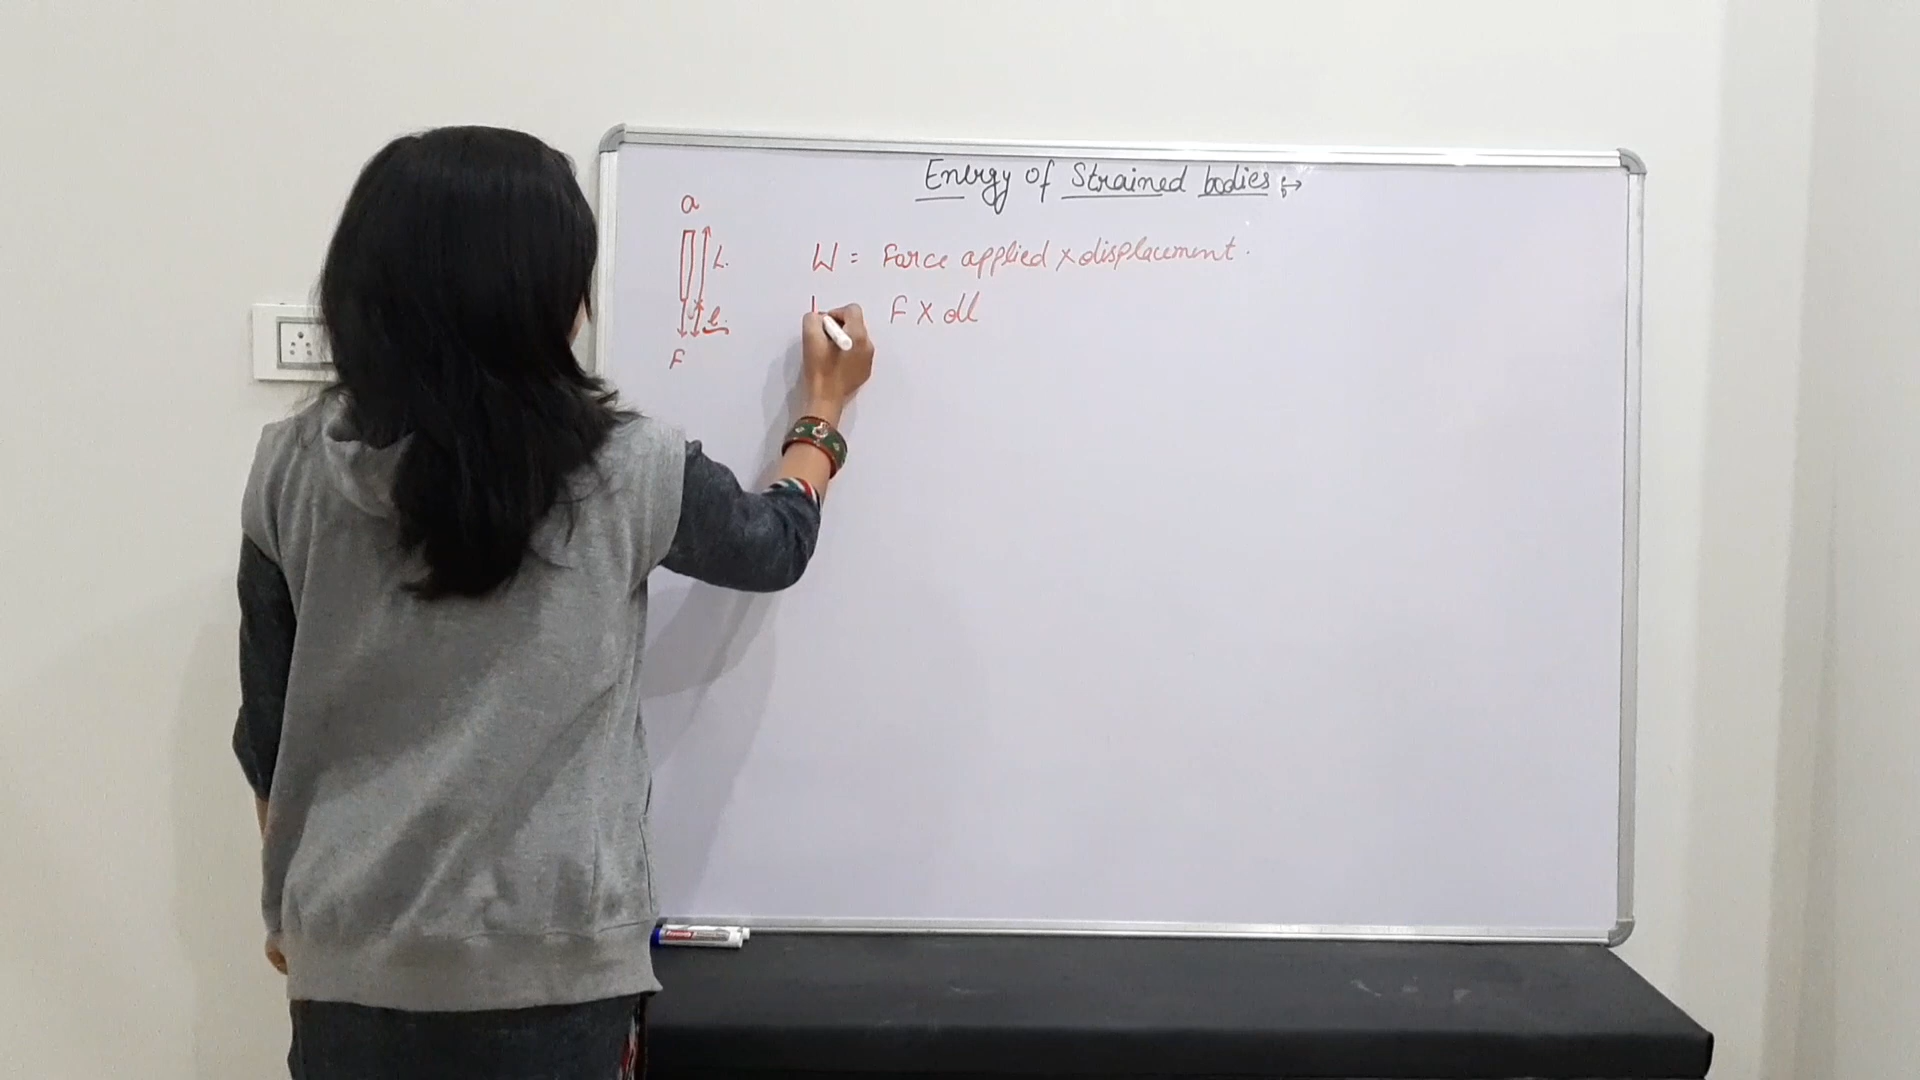 Energy of Strained bodies :→
a
L.
W = Force applied × displacement.
F × dl
l.
F